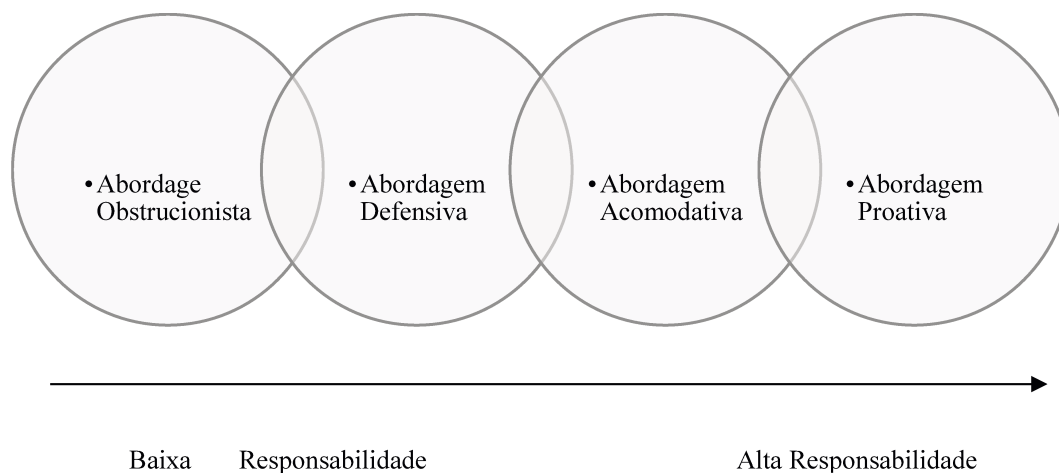 • Abordage
Obstrucionista
• Abordagem
Defensiva
• Abordagem
Acomodativa
• Abordagem
Proativa
Baixa Responsabilidade
Alta Responsabilidade